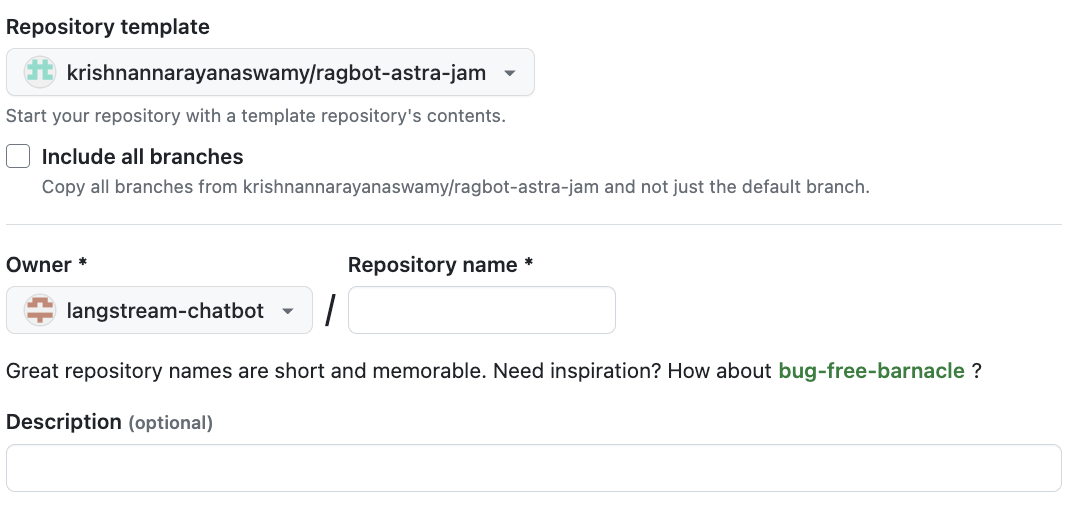 Repository template
krishnannarayanaswamy/ragbot-astra-jam
Start your repository with a template repository's contents.
Include all branches
Copy all branches from krishnannarayanaswamy/ragbot-astra-jam and not just the default branch.
Owner * Repository name *
langstream-chatbot /
Great repository names are short and memorable. Need inspiration? How about bug-free-barnacle ?
Description (optional)